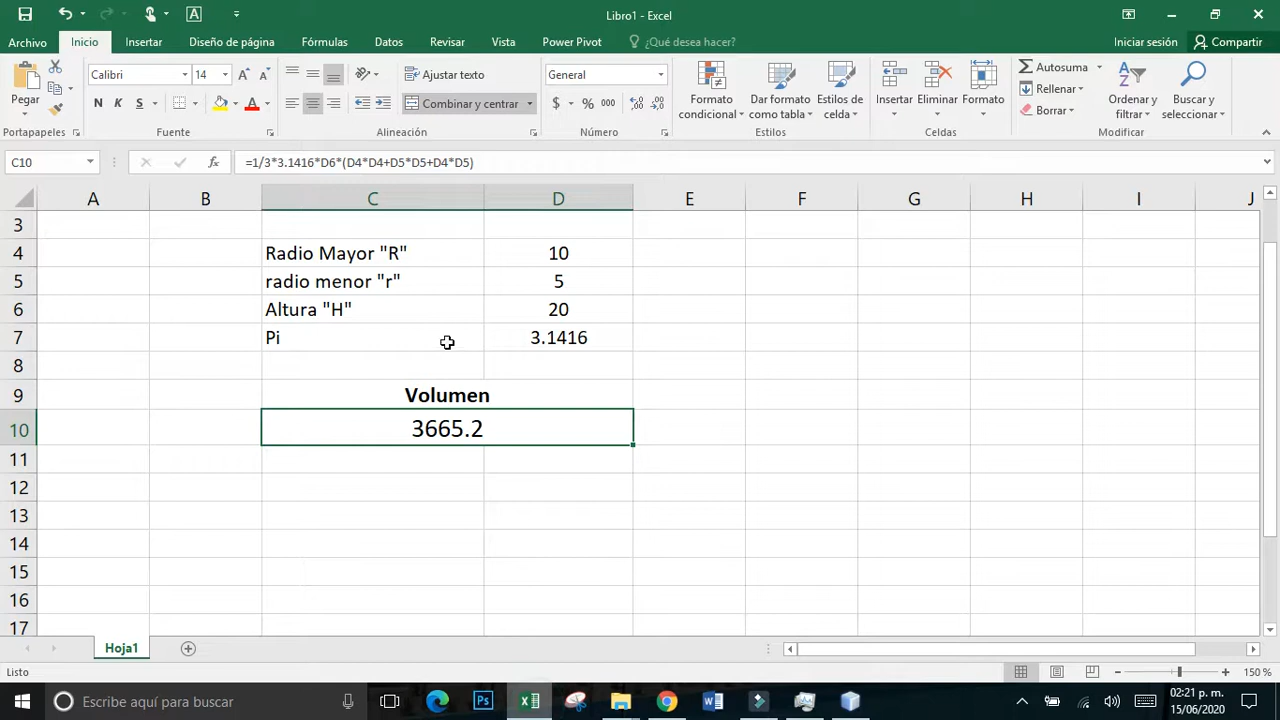 Libro1 - Excel
Archivo Inicio Insertar Diseño de página Fórmulas Datos Revisar Vista Power Pivot ¿Qué desea hacer? Iniciar sesión Compartir
Pegar
Portapapeles
Calibri 14
N K S
Fuente
Ajustar texto
Combinar y centrar
Alineación
General
$ % 000
Número
Formato condicional
Dar formato como tabla
Estilos de celda
Estilos
Insertar Eliminar Formato
Celdas
Autosuma
Rellenar
Borrar
Ordenar y filtrar
Buscar y seleccionar
Modificar
C10 fx =1/3*3.1416*D6*(D4*D4+D5*D5+D4*D5)
A B C D E F G H I J
3
4 Radio Mayor "R" 10
5 radio menor "r" 5
6 Altura "H" 20
7 Pi 3.1416
8
9 Volumen
10 3665.2
11
12
13
14
15
16
17
Hoja1
Listo 150 %
Escribe aquí para buscar
02:21 p. m.
15/06/2020